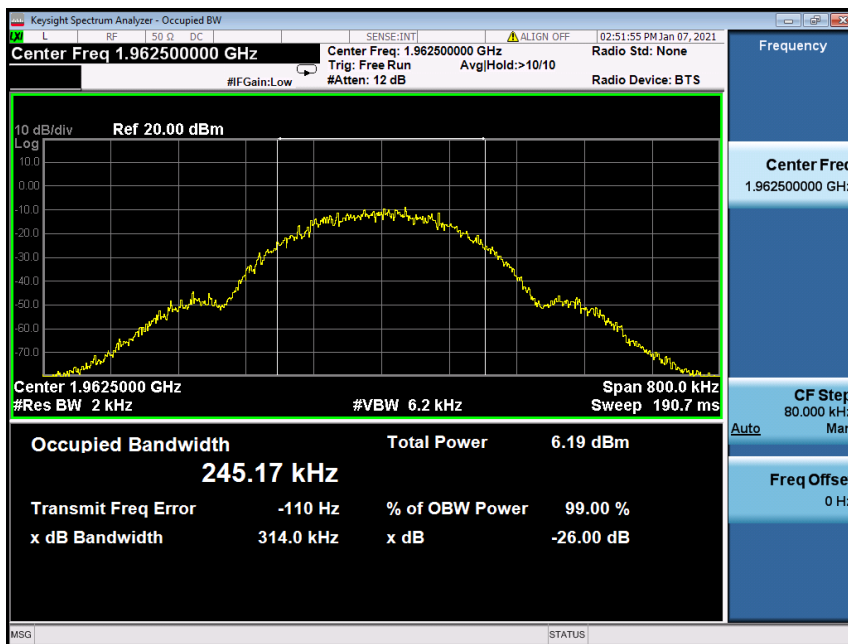 Keysight Spectrum Analyzer - Occupied BW
LXI L RF 50 Ω DC SENSE:INT ALIGN OFF 02:51:55 PM Jan 07, 2021
Center Freq 1.962500000 GHz
Center Freq: 1.962500000 GHz
Radio Std: None
Trig: Free Run Avg|Hold:>10/10
#IFGain:Low
#Atten: 12 dB
Radio Device: BTS
10 dB/div Ref 20.00 dBm
Log
10.0
0.00
-10.0
-20.0
-30.0
-40.0
-50.0
-60.0
-70.0
Center 1.9625000 GHz Span 800.0 kHz
#Res BW 2 kHz #VBW 6.2 kHz Sweep 190.7 ms
Occupied Bandwidth Total Power 6.19 dBm
245.17 kHz
Transmit Freq Error -110 Hz % of OBW Power 99.00 %
x dB Bandwidth 314.0 kHz x dB -26.00 dB
Frequency
Center Freq
1.962500000 GHz
CF Step
80.000 kHz
Auto Man
Freq Offset
0 Hz
MSG STATUS